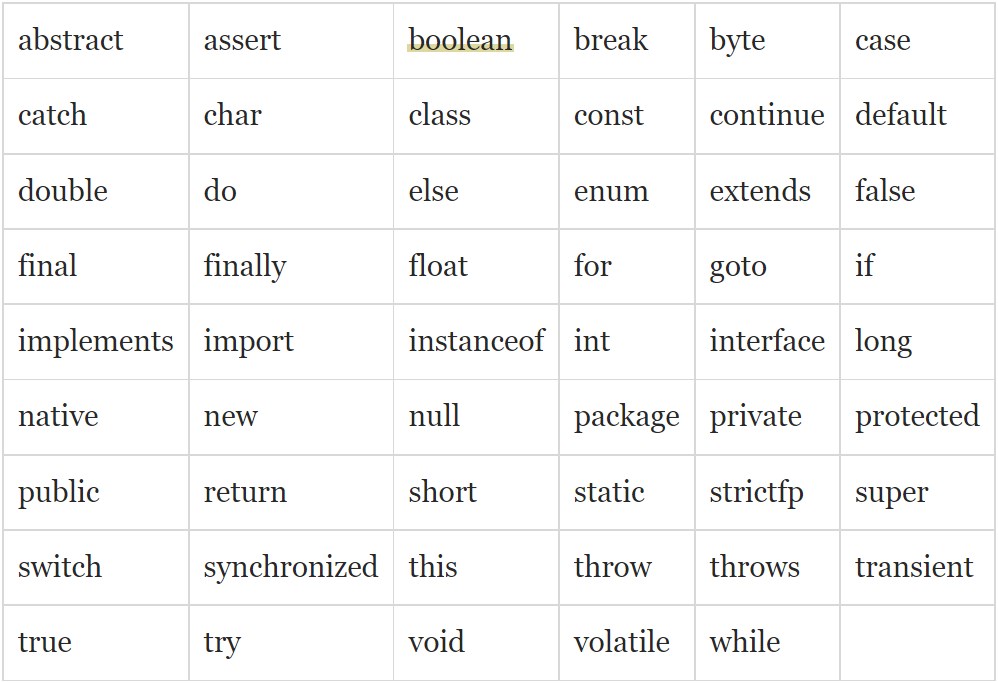 abstract assert boolean break byte case
catch char class const continue default
double do else enum extends false
final finally float for goto if
implements import instanceof int interface long
native new null package private protected
public return short static strictfp super
switch synchronized this throw throws transient
true try void volatile while